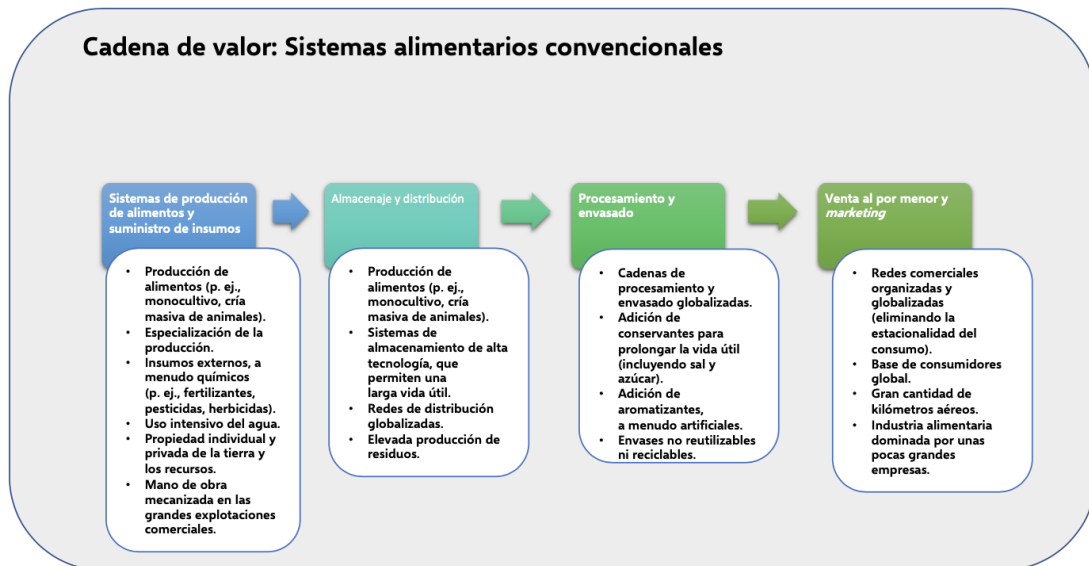 Cadena de valor: Sistemas alimentarios convencionales
Sistemas de producción
de alimentos y
suministro de insumos
• Producción de
alimentos (p. ej.,
monocultivo, cría
masiva de animales).
• Especialización de la
producción.
• Insumos externos, a
menudo químicos
(p. ej., fertilizantes,
pesticidas, herbicidas).
• Uso intensivo del agua.
• Propiedad individual y
privada de la tierra y
los recursos.
• Mano de obra
mecanizada en las
grandes explotaciones
comerciales.
Almacenaje y distribución
• Producción de
alimentos (p. ej.,
monocultivo, cría
masiva de animales).
• Sistemas de
almacenamiento de alta
tecnología, que
permiten una
larga vida útil.
• Redes de distribución
globalizadas.
• Elevada producción de
residuos.
Procesamiento y
envasado
• Cadenas de
procesamiento y
envasado globalizadas.
• Adición de
conservantes para
prolongar la vida útil
(incluyendo sal y
azúcar).
• Adición de
aromatizantes,
a menudo artificiales.
• Envases no reutilizables
ni reciclables.
Venta al por menor y
marketing
• Redes comerciales
organizadas y
globalizadas
(eliminando la
estacionalidad del
consumo).
• Base de consumidores
global.
• Gran cantidad de
kilómetros aéreos.
• Industria alimentaria
dominada por unas
pocas grandes
empresas.